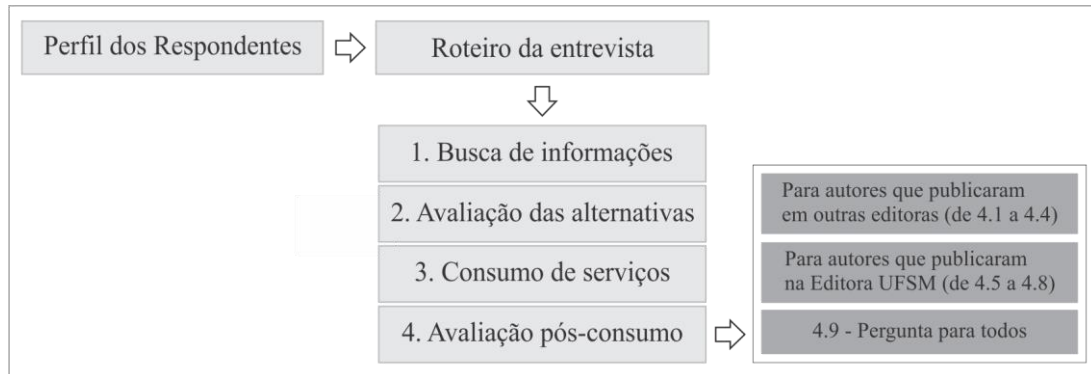 Perfil dos Respondentes
Roteiro da entrevista
1. Busca de informações
2. Avaliação das alternativas
3. Consumo de serviços
4. Avaliação pós-consumo
Para autores que publicaram
em outras editoras (de 4.1 a 4.4)
Para autores que publicaram
na Editora UFSM (de 4.5 a 4.8)
4.9 - Pergunta para todos